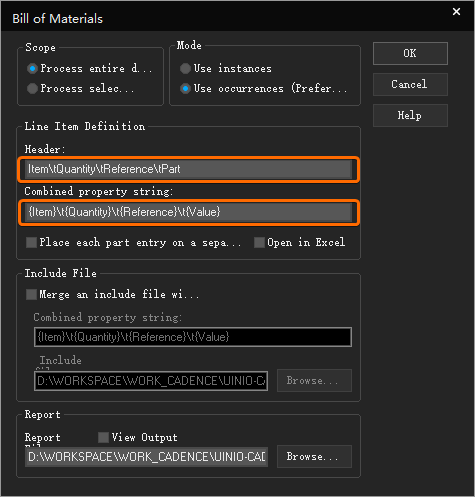 Bill of Materials
Scope
Process entire d...
Process selec...
Mode
Use instances
Use occurrences (Prefer...
OK
Cancel
Help
Line Item Definition
Header:
Item\tQuantity\tReference\tPart
Combined property string:
{Item}\t{Quantity}\t{Reference}\t{Value}
Place each part entry on a sepa...
Open in Excel
Include File
Merge an include file wi...
Combined property string:
{Item}\t{Quantity}\t{Reference}\t{Value}
Include
D:\WORKSPACE\WORK_CADENCE\UINIO-CA
Browse...
Report
Report
View Output
D:\WORKSPACE\WORK_CADENCE\UINIO-CAD
Browse...